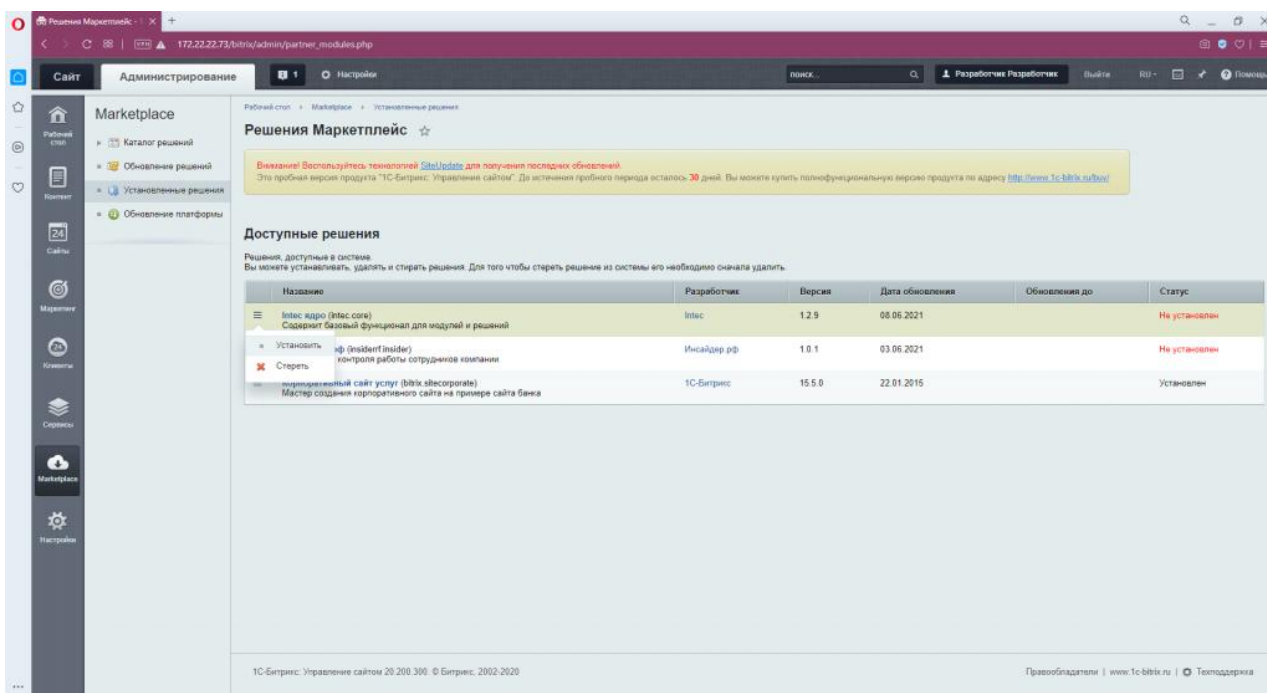 Решения Маркетплейс - 1
VPN
172.22.22.73/bitrix/admin/partner_modules.php
Сайт
Администрирование
1
Настройки
поиск...
Разработчик Разработчик
Выйти
RU
Помощь
Рабочий стол
Контент
24
Сайты
Маркетинг
24
Клиенты
Сервисы
Marketplace
Настройки
Marketplace
Каталог решений
Обновление решений
Установленные решения
Обновление платформы
Рабочий стол Marketplace Установленные решения
Решения Маркетплейс
Внимание! Воспользуйтесь технологией SiteUpdate для получения последних обновлений.
Это пробная версия продукта "1С-Битрикс: Управление сайтом". До истечения пробного периода осталось 30 дней. Вы можете купить полнофункциональную версию продукта по адресу http://www.1c-bitrix.ru/buy/
Доступные решения
Решения, доступные в системе.
Вы можете устанавливать, удалять и стирать решения. Для того чтобы стереть решение из системы его необходимо сначала удалить.
Название Разработчик Версия Дата обновления Обновления до Статус
Intec ядро (intec.core) Intec 1.2.9 08.06.2021 Не установлен
Содержит базовый функционал для модулей и решений
Установить
Стереть
рф (insiderrf.insider) Инсайдер.рф 1.0.1 03.06.2021 Не установлен
контроля работы сотрудников компании
Корпоративный сайт услуг (bitrix.sitecorporate) 1С-Битрикс 15.5.0 22.01.2015 Установлен
Мастер создания корпоративного сайта на примере сайта банка
1С-Битрикс: Управление сайтом 20.200.300. © Битрикс, 2002-2020
Правообладатели | www.1c-bitrix.ru | Техподдержка